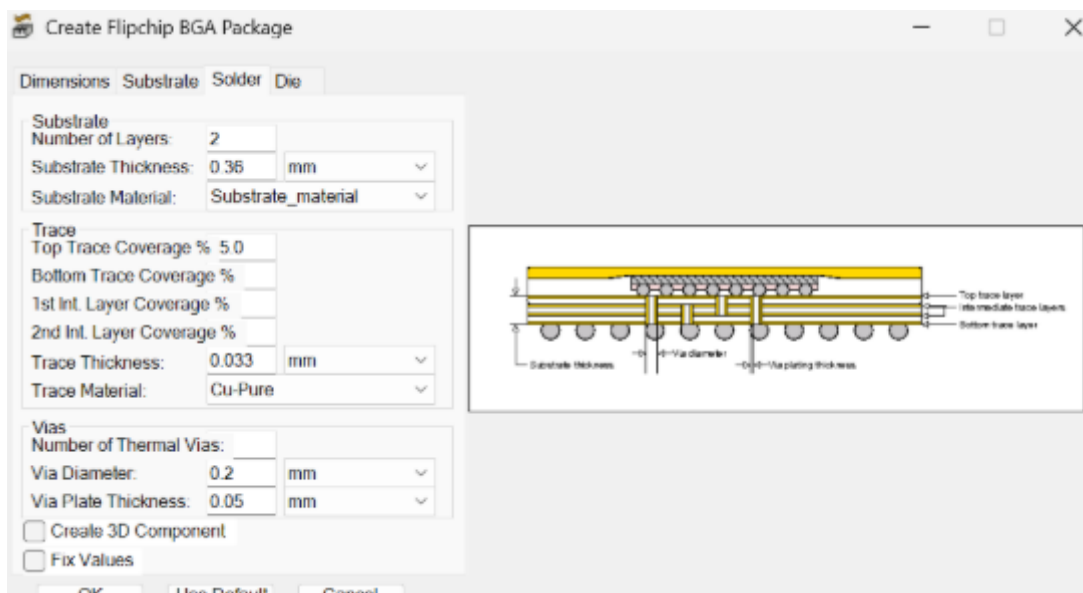 Create Flipchip BGA Package
Dimensions Substrate Solder Die
Substrate
Number of Layers: 2
Substrate Thickness: 0.36 mm
Substrate Material: Substrate_material
Trace
Top Trace Coverage % 5.0
Bottom Trace Coverage %
1st Int. Layer Coverage %
2nd Int. Layer Coverage %
Trace Thickness: 0.033 mm
Trace Material: Cu-Pure
Vias
Number of Thermal Vias:
Via Diameter: 0.2 mm
Via Plate Thickness: 0.05 mm
Create 3D Component
Fix Values
OK Use Default Cancel
Top trace layer
Intermediate trace layers
Bottom trace layer
Substrate thickness
Via diameter
Via plating thickness